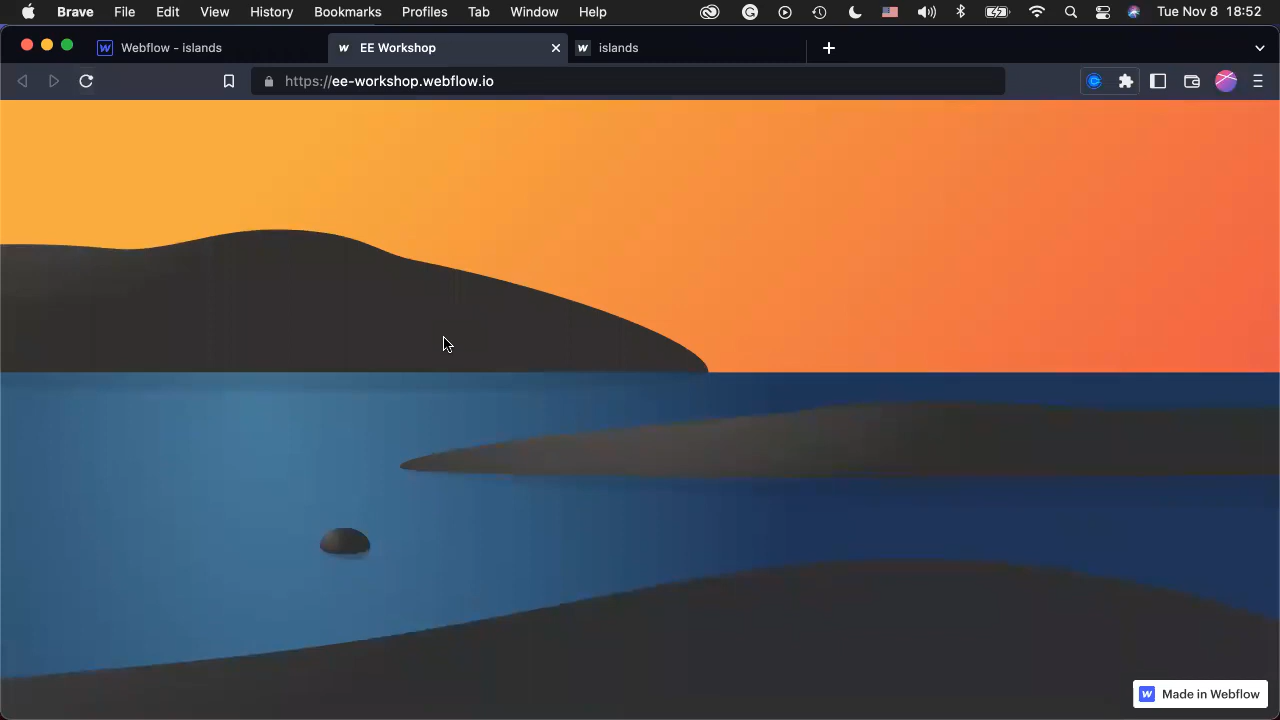 Brave File Edit View History Bookmarks Profiles Tab Window Help Tue Nov 8 18:52
Webflow - islands EE Workshop islands
https://ee-workshop.webflow.io
Made in Webflow